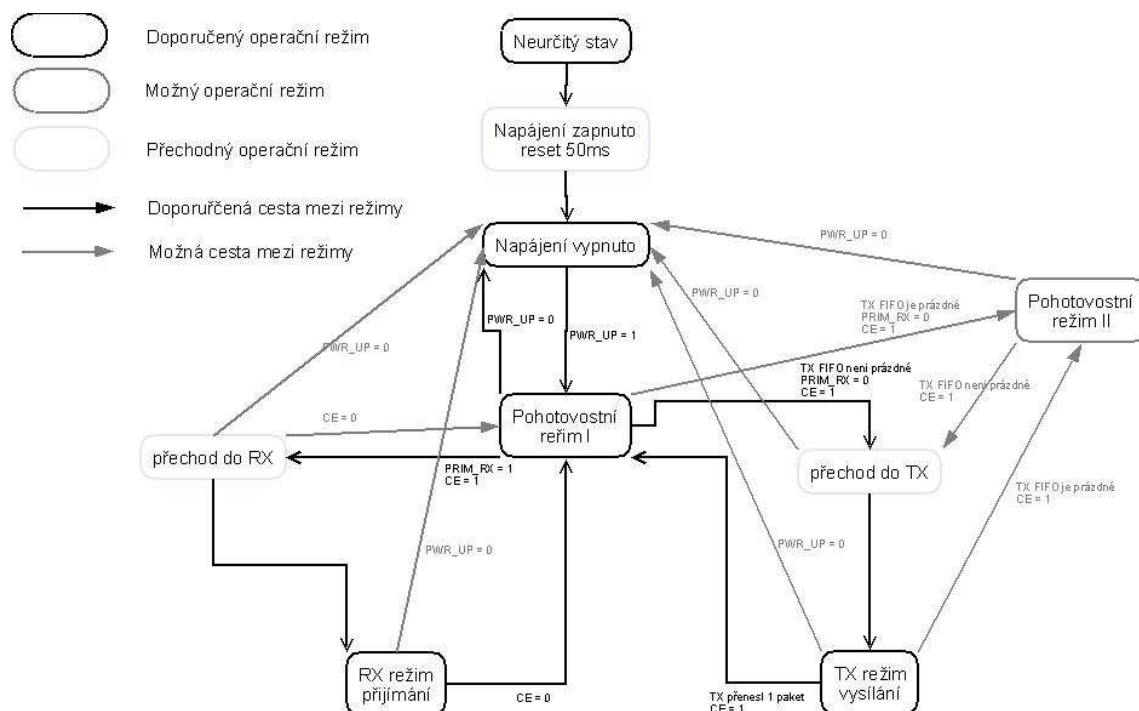 Doporučený operační režim
Možný operační režim
Přechodný operační režim
Doporuřčená cesta mezi režimy
Možná cesta mezi režimy
Neurčitý stav
Napájení zapnuto
reset 50ms
Napájení vypnuto
PWR_UP = 0
PWR_UP = 0
PWR_UP = 0
PWR_UP = 1
PWR_UP = 0
TX FIFO je prázdné
PRIM_RX = 0
CE = 1
Pohotovostní
režim II
TX FIFO neni prázdné
PRIM_RX = 0
CE = 1
TX FIFO není prázdné
CE = 1
CE = 0
Pohotovostní
reřim I
přechod do RX
PRIM_RX = 1
CE = 1
přechod do TX
TX FIFO je prázdné
CE = 1
PWR_UP = 0
PWR_UP = 0
RX režim
přijímání
CE = 0
TX přenesl 1 paket
CE = 1
TX režim
vysílání